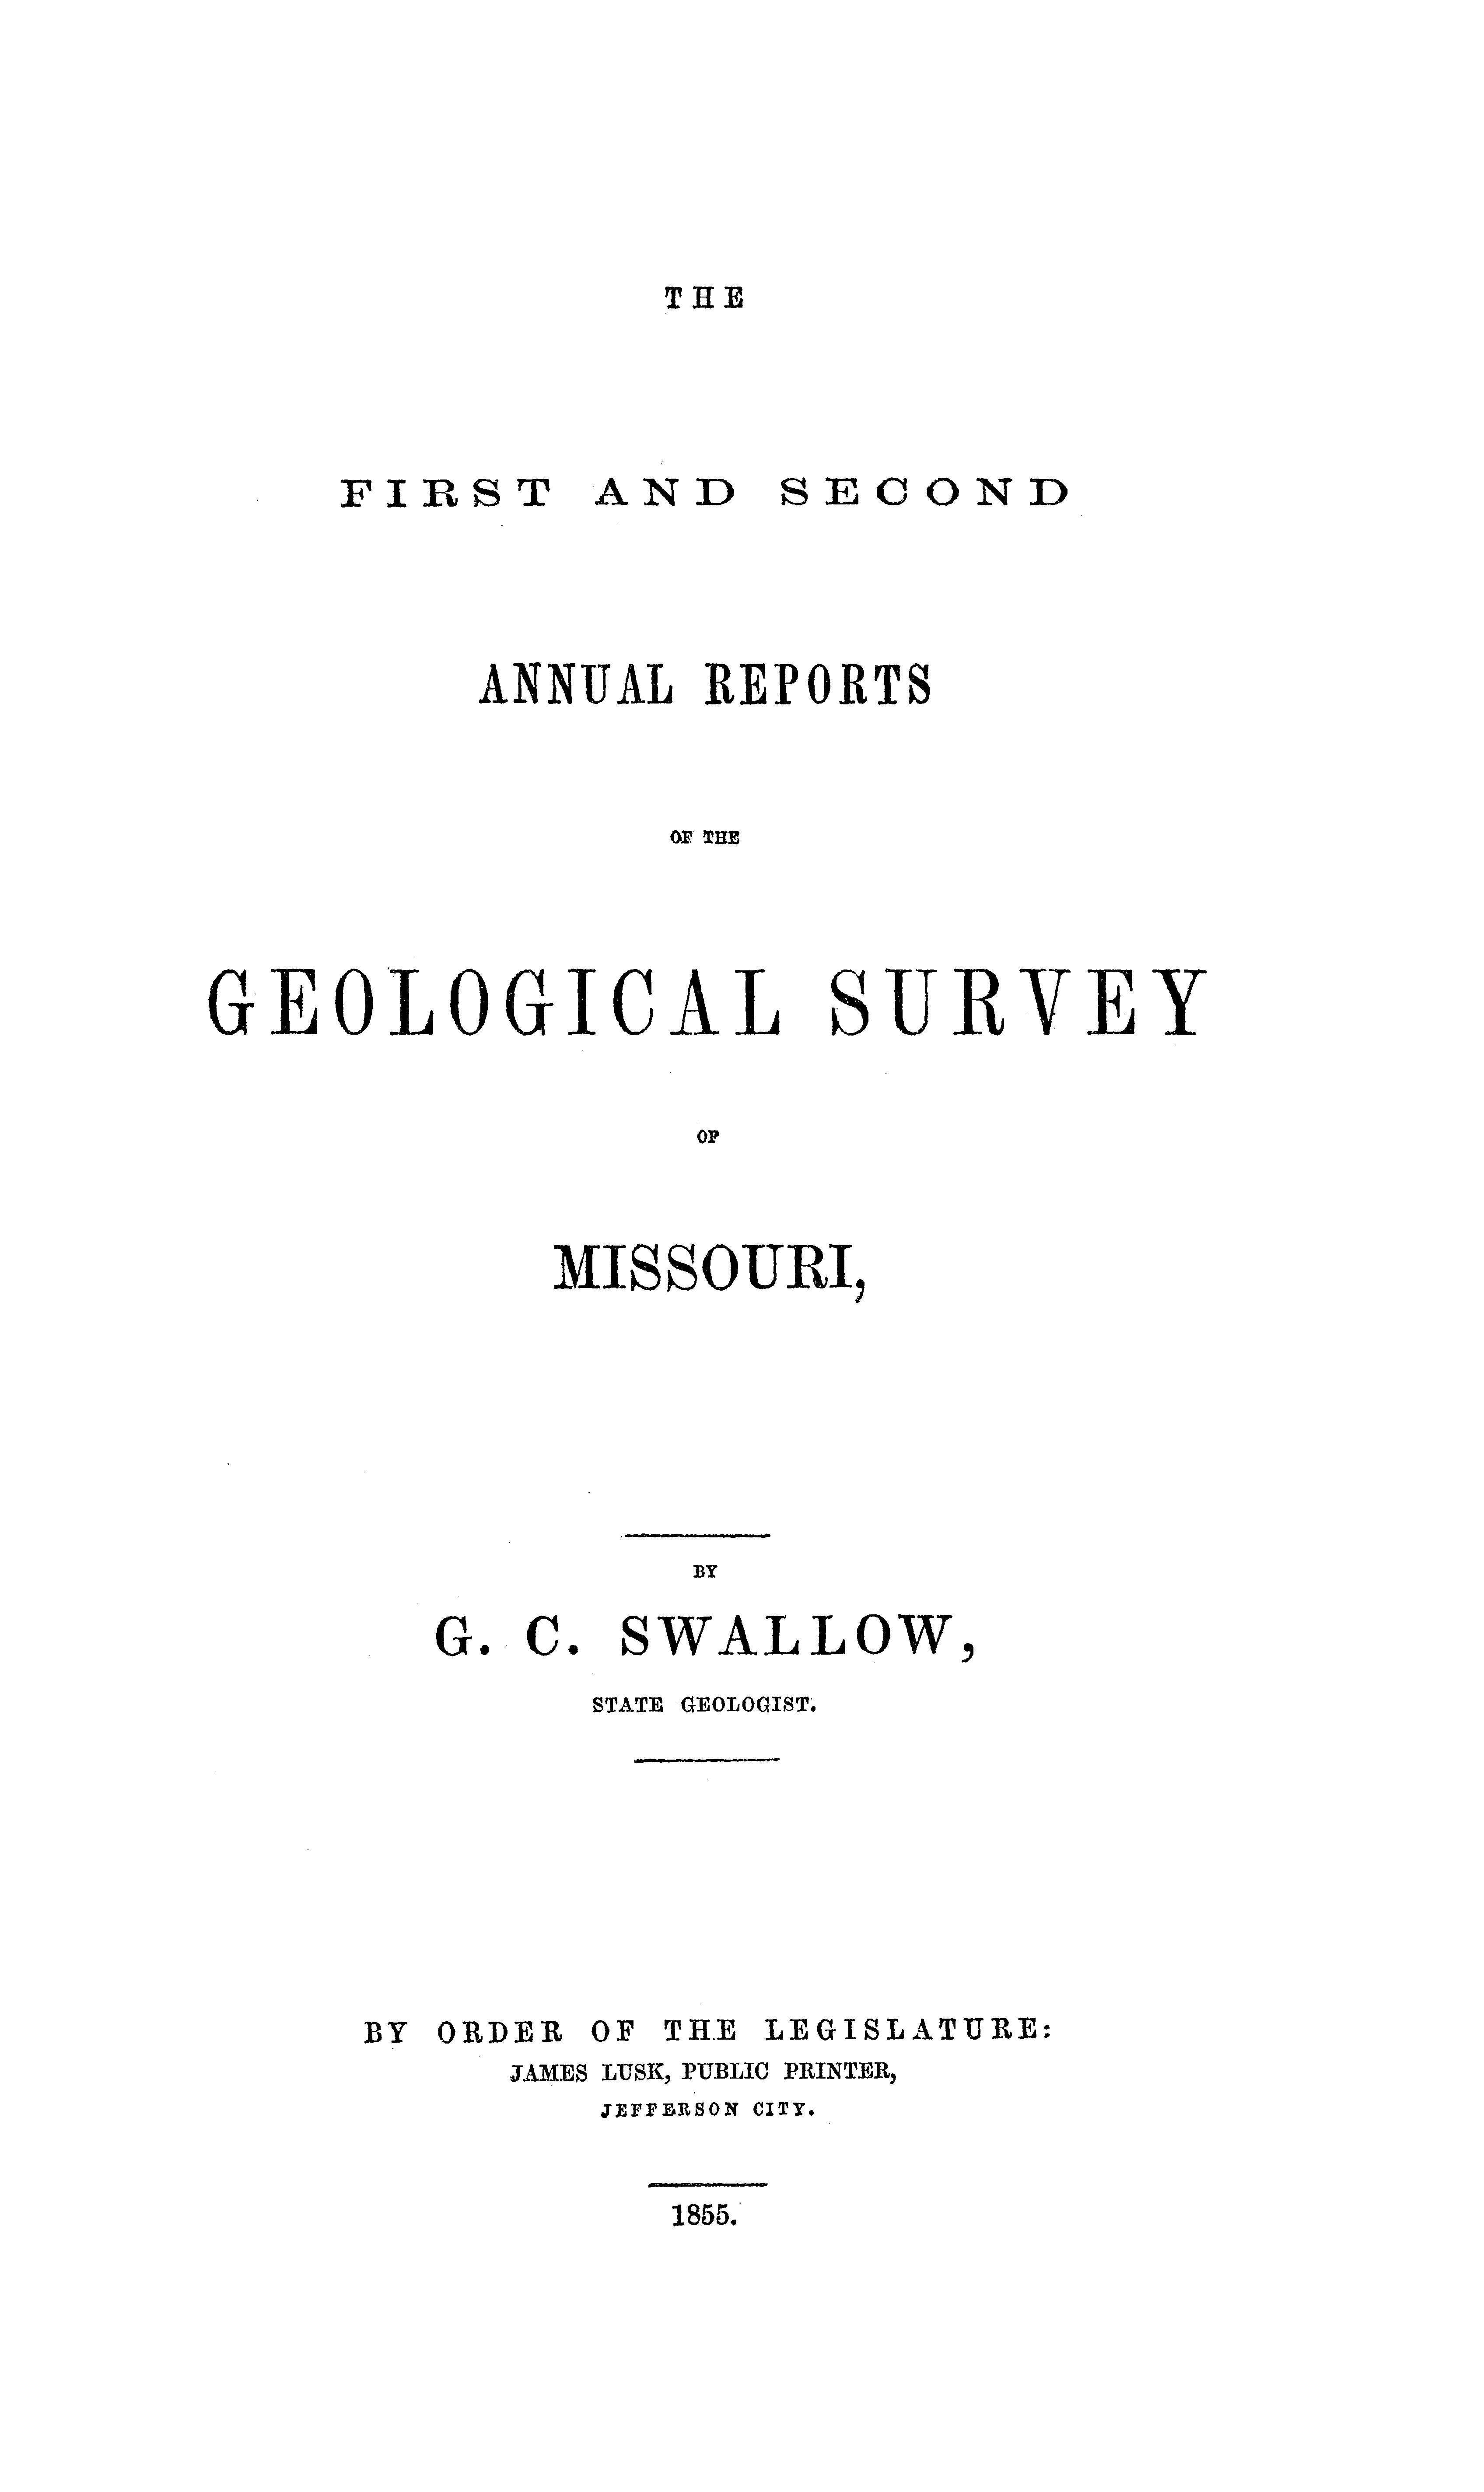 THE
FIRST AND SECOND
ANNUAL REPORTS
OF THE
GEOLOGICAL SURVEY
OF
MISSOURI,
BY
G. C. SWALLOW,
STATE GEOLOGIST.
BY ORDER OF THE LEGISLATURE:
JAMES LUSK, PUBLIC PRINTER,
JEFFERSON CITY.
1855.